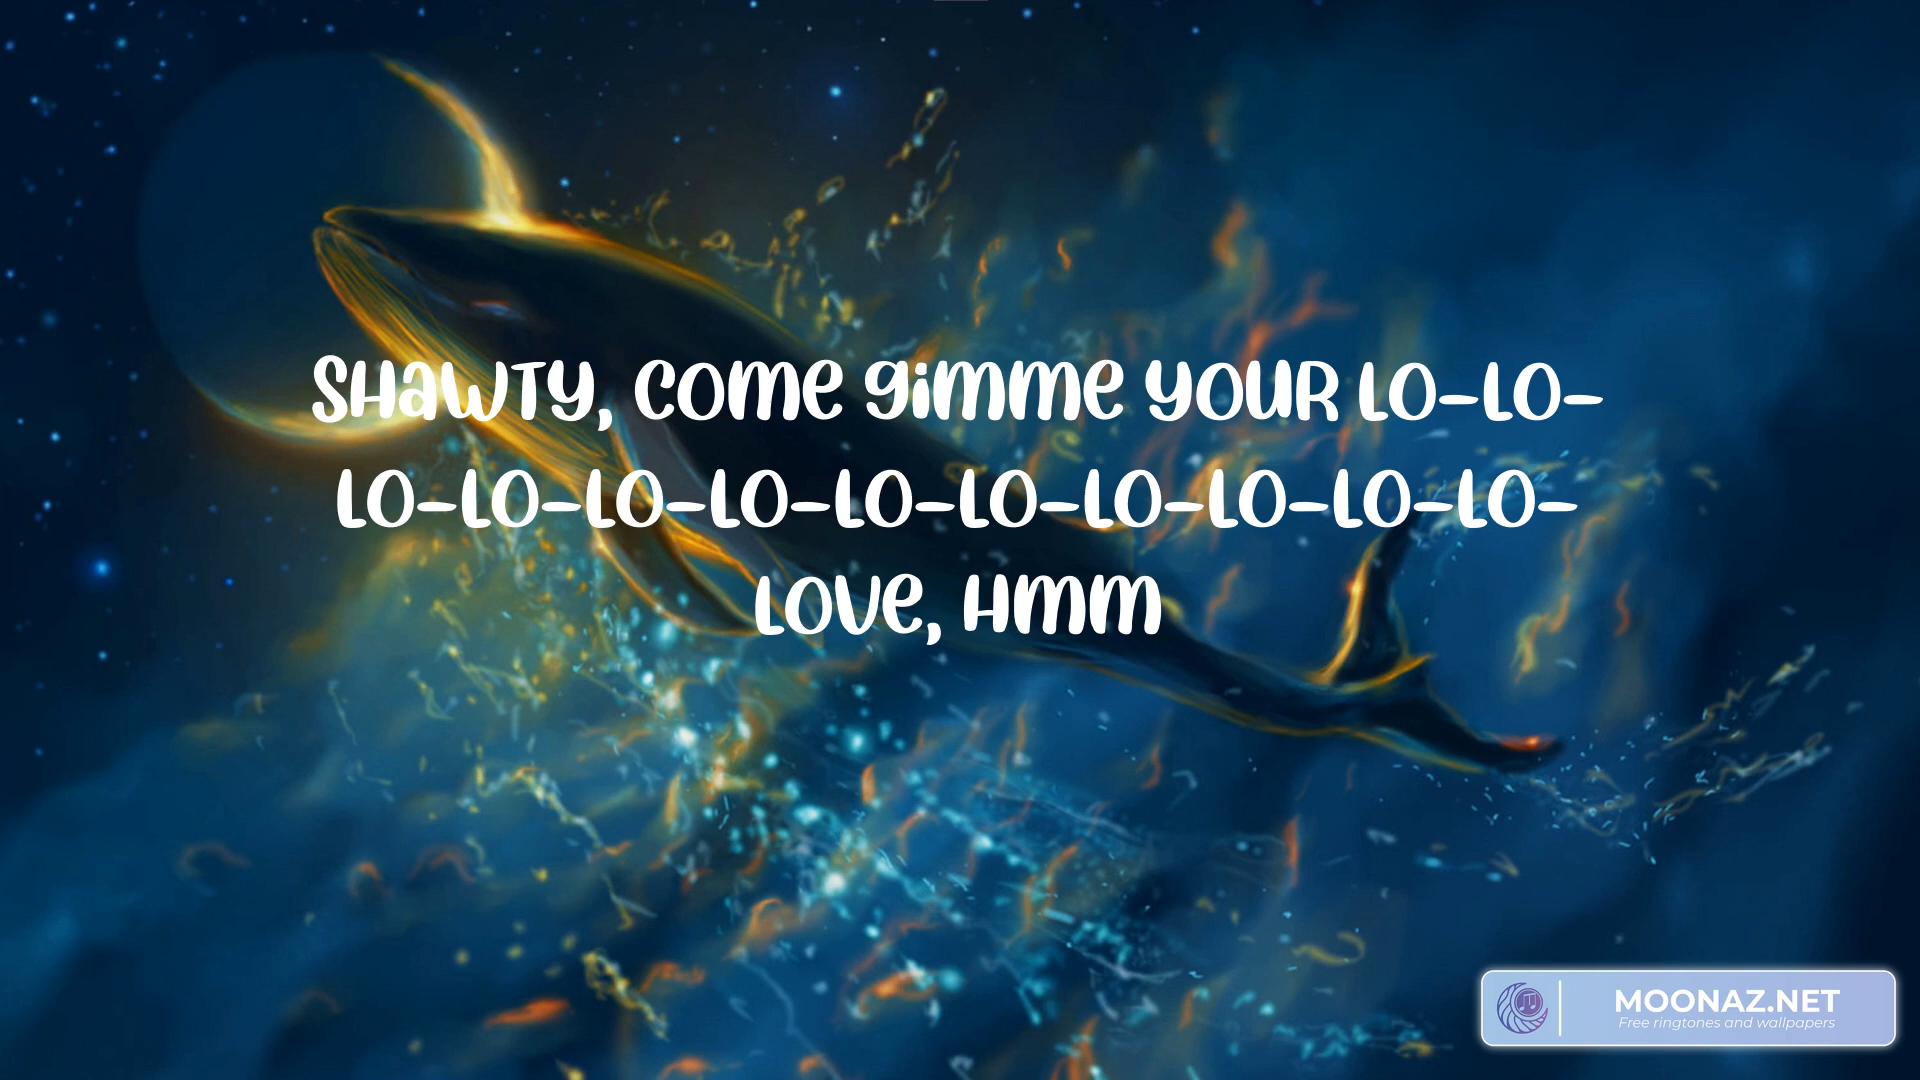 Shawty, come gimme your lo-lo-
lo-lo-lo-lo-lo-lo-lo-lo-lo-lo-
love, hmm
MOONAZ.NET
Free ringtones and wallpapers